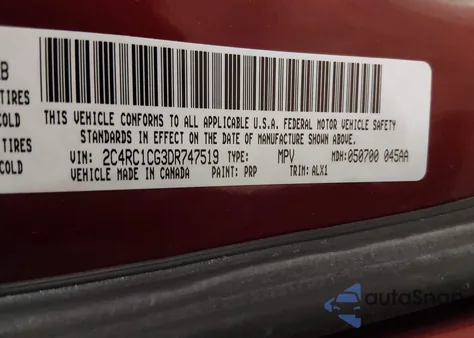 B
TIRES
COLD
TIRES
COLD
THIS VEHICLE CONFORMS TO ALL APPLICABLE U.S.A. FEDERAL MOTOR VEHICLE SAFETY
STANDARDS IN EFFECT ON THE DATE OF MANUFACTURE SHOWN ABOVE.
VIN: 2C4RC1CG3DR747519 TYPE: MPV MDH: 050700 045AA
VEHICLE MADE IN CANADA PAINT: PRP TRIM: ALX1
autoSnap